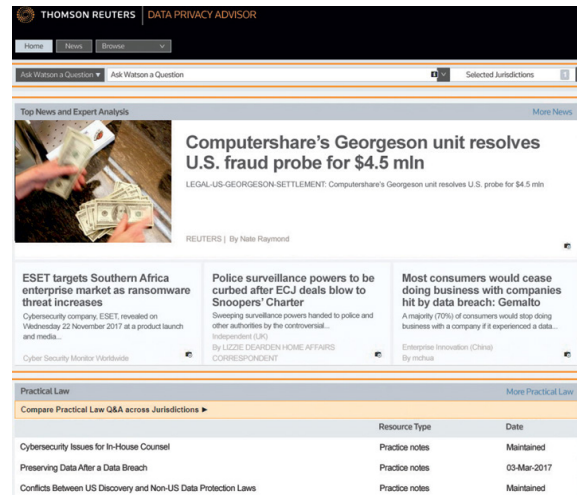 THOMSON REUTERS DATA PRIVACY ADVISOR
Home News Browse
Ask Watson a Question Ask Watson a Question Selected Jurisdictions 1
Top News and Expert Analysis More News
Computershare's Georgeson unit resolves
U.S. fraud probe for $4.5 mln
LEGAL-US-GEORGESON-SETTLEMENT: Computershare's Georgeson unit resolves U.S. probe for $4.5 mln
REUTERS | By Nate Raymond
ESET targets Southern Africa
enterprise market as ransomware
threat increases
Cybersecurity company, ESET, revealed on
Wednesday 22 November 2017 at a product launch
and media...
Cyber Security Monitor Worldwide
Police surveillance powers to be
curbed after ECJ deals blow to
Snoopers' Charter
Sweeping surveillance powers handed to police and
other authorities by the controversial...
Independent (UK)
By LIZZIE DEARDEN HOME AFFAIRS
CORRESPONDENT
Most consumers would cease
doing business with companies
hit by data breach: Gemalto
A majority (70%) of consumers would stop doing
business with a company if it experienced a data...
Enterprise Innovation (China)
By mchua
Practical Law More Practical Law
Compare Practical Law Q&A across Jurisdictions ►
Resource Type Date
Cybersecurity Issues for In-House Counsel Practice notes Maintained
Preserving Data After a Data Breach Practice notes 03-Mar-2017
Conflicts Between US Discovery and Non-US Data Protection Laws Practice notes Maintained